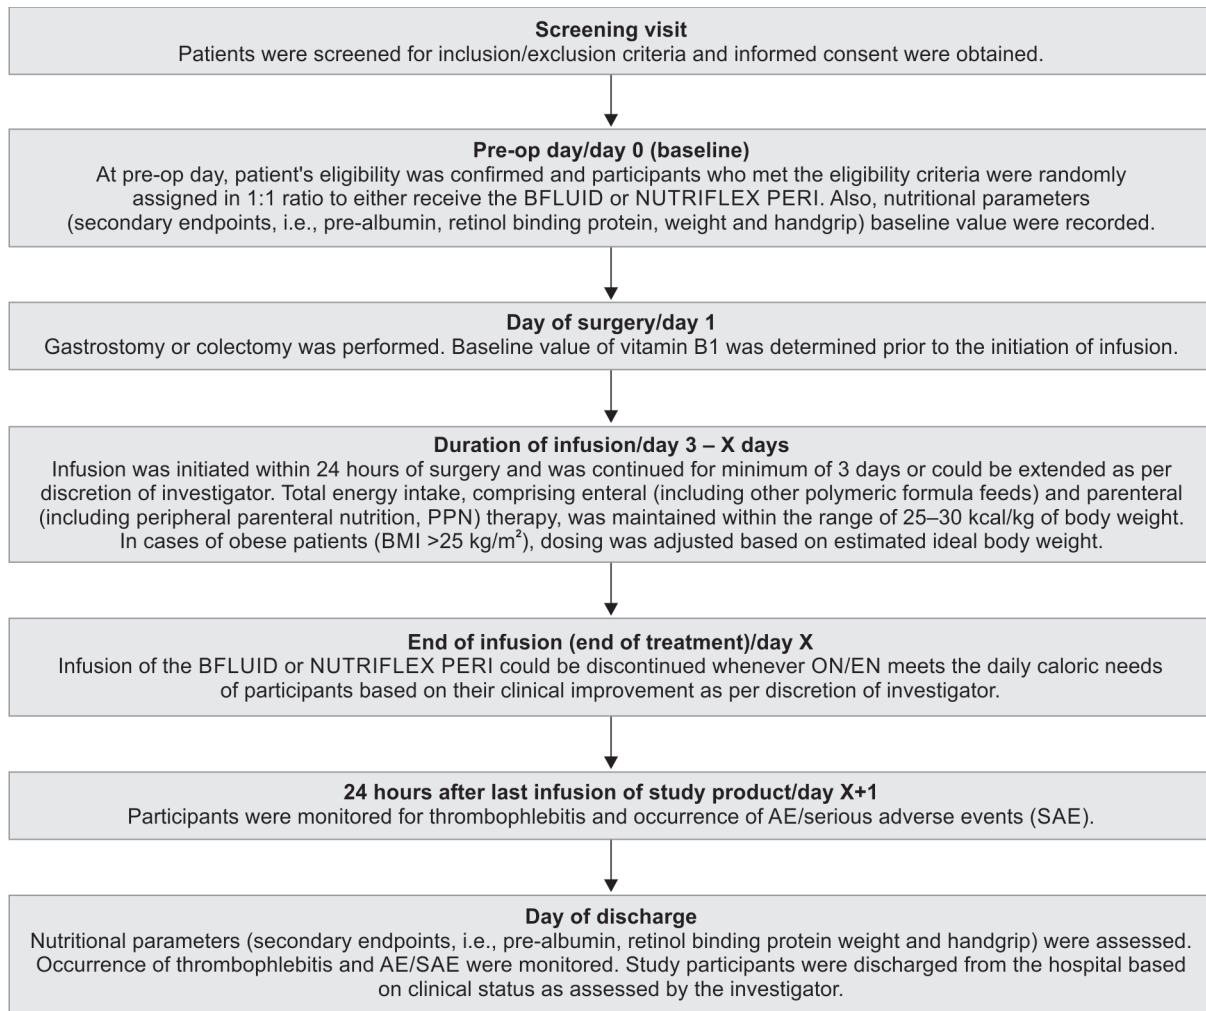 Screening visit
Patients were screened for inclusion/exclusion criteria and informed consent were obtained.
Pre-op day/day 0 (baseline)
At pre-op day, patient's eligibility was confirmed and participants who met the eligibility criteria were randomly
assigned in 1:1 ratio to either receive the BFLUID or NUTRIFLEX PERI. Also, nutritional parameters
(secondary endpoints, i.e., pre-albumin, retinol binding protein, weight and handgrip) baseline value were recorded.
Day of surgery/day 1
Gastrostomy or colectomy was performed. Baseline value of vitamin B1 was determined prior to the initiation of infusion.
Duration of infusion/day 3 – X days
Infusion was initiated within 24 hours of surgery and was continued for minimum of 3 days or could be extended as per
discretion of investigator. Total energy intake, comprising enteral (including other polymeric formula feeds) and parenteral
(including peripheral parenteral nutrition, PPN) therapy, was maintained within the range of 25–30 kcal/kg of body weight.
In cases of obese patients (BMI >25 kg/m²), dosing was adjusted based on estimated ideal body weight.
End of infusion (end of treatment)/day X
Infusion of the BFLUID or NUTRIFLEX PERI could be discontinued whenever ON/EN meets the daily caloric needs
of participants based on their clinical improvement as per discretion of investigator.
24 hours after last infusion of study product/day X+1
Participants were monitored for thrombophlebitis and occurrence of AE/serious adverse events (SAE).
Day of discharge
Nutritional parameters (secondary endpoints, i.e., pre-albumin, retinol binding protein weight and handgrip) were assessed.
Occurrence of thrombophlebitis and AE/SAE were monitored. Study participants were discharged from the hospital based
on clinical status as assessed by the investigator.